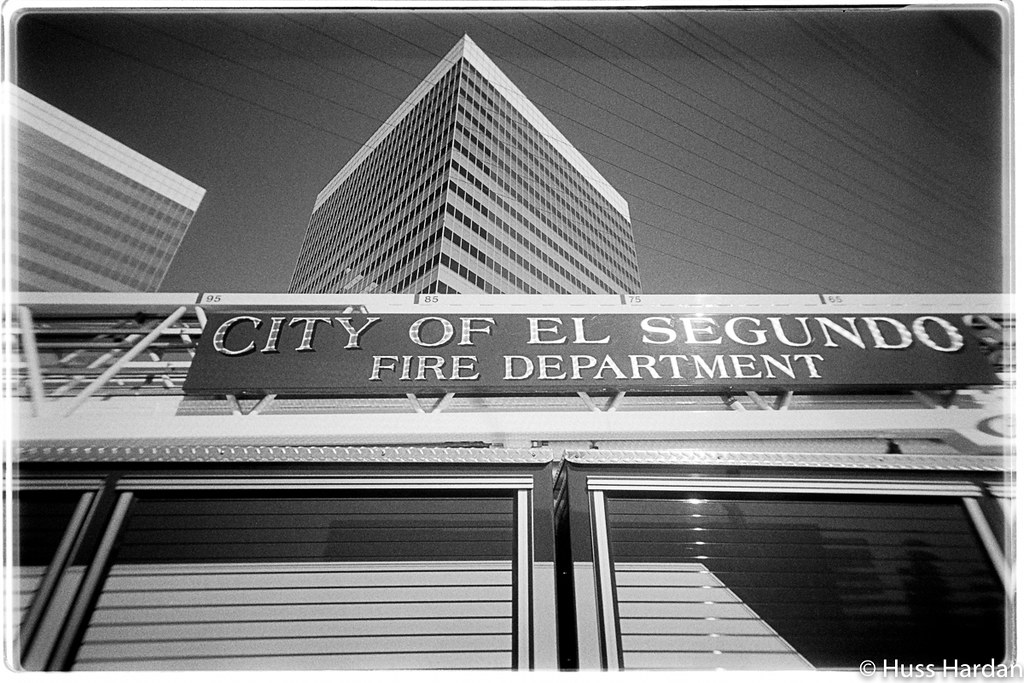 95 85 75 65
CITY OF EL SEGUNDO
FIRE DEPARTMENT
© Huss Hardan